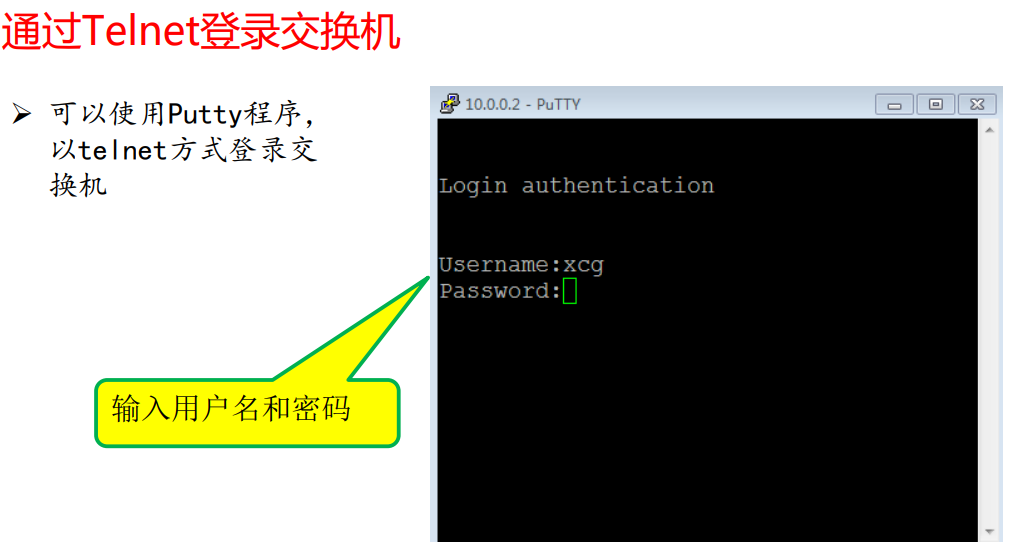 通过Telnet登录交换机
➢ 可以使用Putty程序，
以telnet方式登录交
换机
10.0.0.2 - PuTTY
Login authentication
Username:xcg
Password:
输入用户名和密码